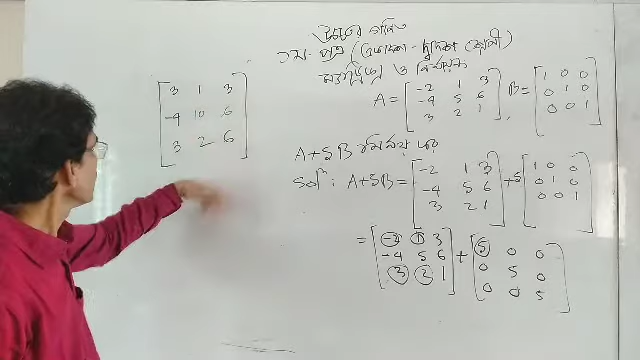 উচ্চতর গণিত
১ম পত্র (একাদশ - দ্বাদশ শ্রেণী)
ম্যাট্রিক্স ও নির্ণায়ক
A = [-2 1 3
-4 5 6
3 2 1], B = [1 0 0
0 1 0
0 0 1]
A+5B নির্ণয় কর
Solⁿ: A+5B = [-2 1 3
-4 5 6
3 2 1] +5 [1 0 0
0 1 0
0 0 1]
= [-2 1 3
-4 5 6
3 2 1] + [5 0 0
0 5 0
0 0 5]
[3 1 3
-4 10 6
3 2 6]